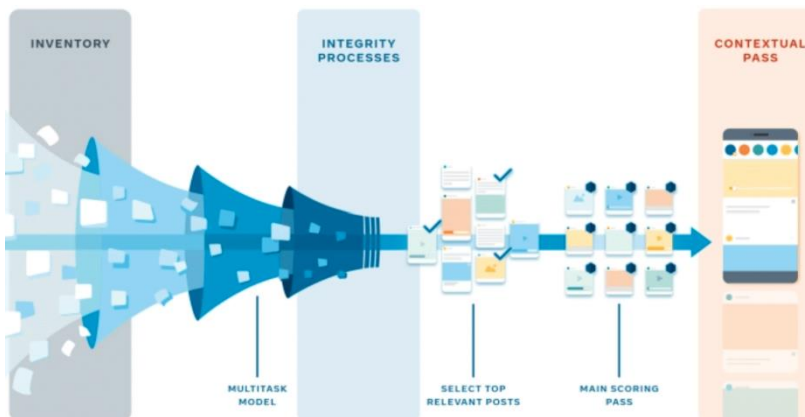 INVENTORY
INTEGRITY
PROCESSES
CONTEXTUAL
PASS
MULTITASK
MODEL
SELECT TOP
RELEVANT POSTS
MAIN SCORING
PASS